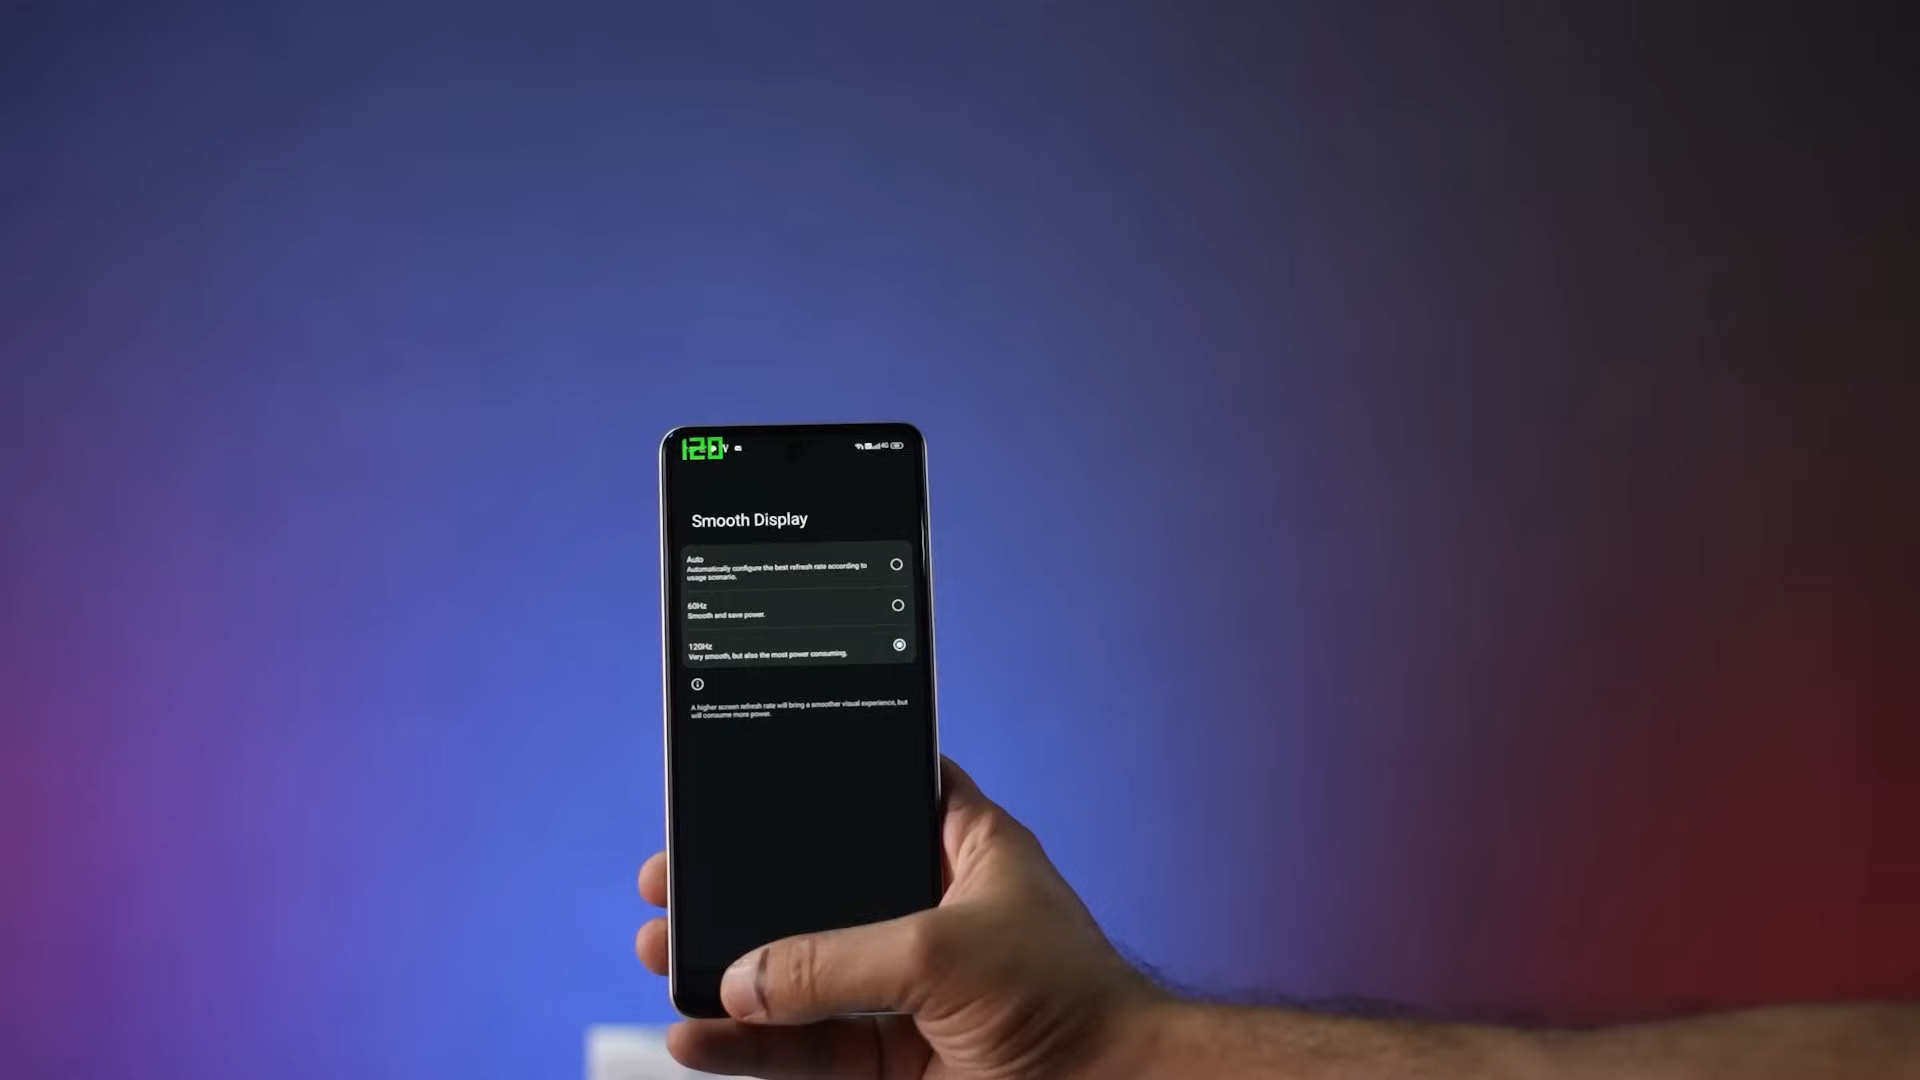 120
V
4G
Smooth Display
Auto
Automatically configure the best refresh rate according to
usage scenario.
60Hz
Smooth and save power.
120Hz
Very smooth, but also the most power consuming.
A higher screen refresh rate will bring a smoother visual experience, but
will consume more power.